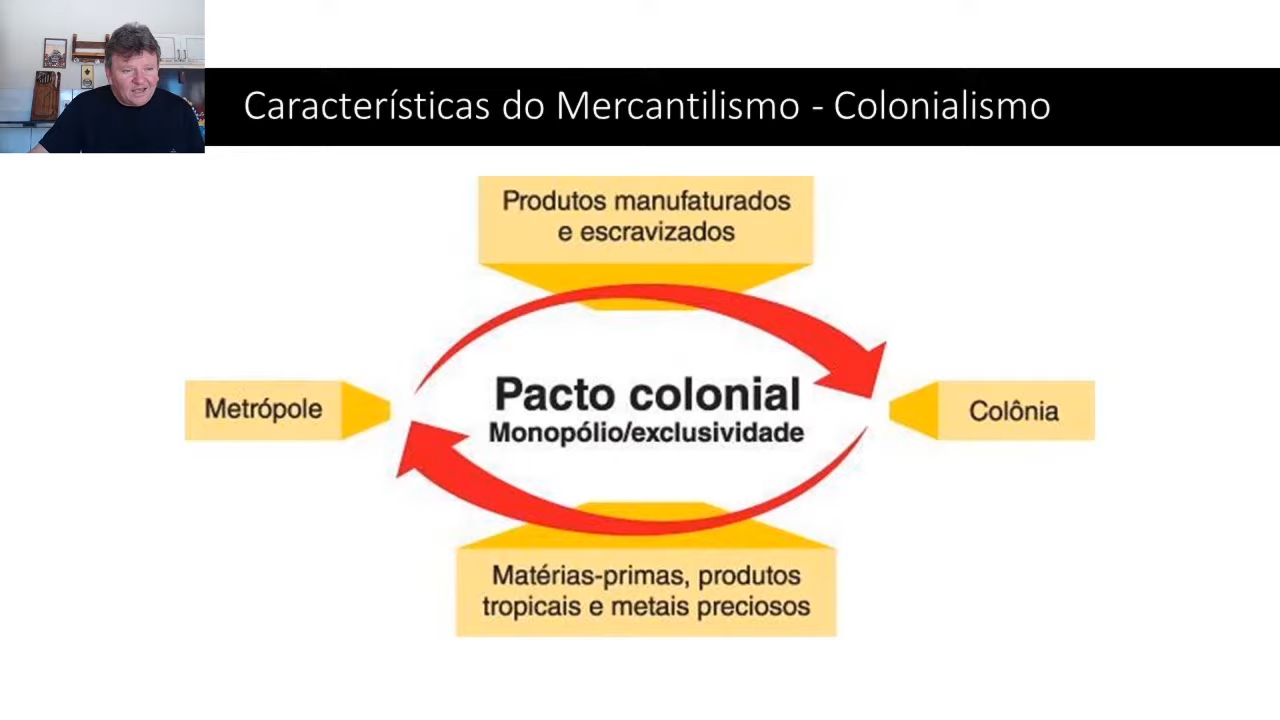 Características do Mercantilismo - Colonialismo
Produtos manufaturados
e escravizados
Metrópole
Pacto colonial
Monopólio/exclusividade
Colônia
Matérias-primas, produtos
tropicais e metais preciosos